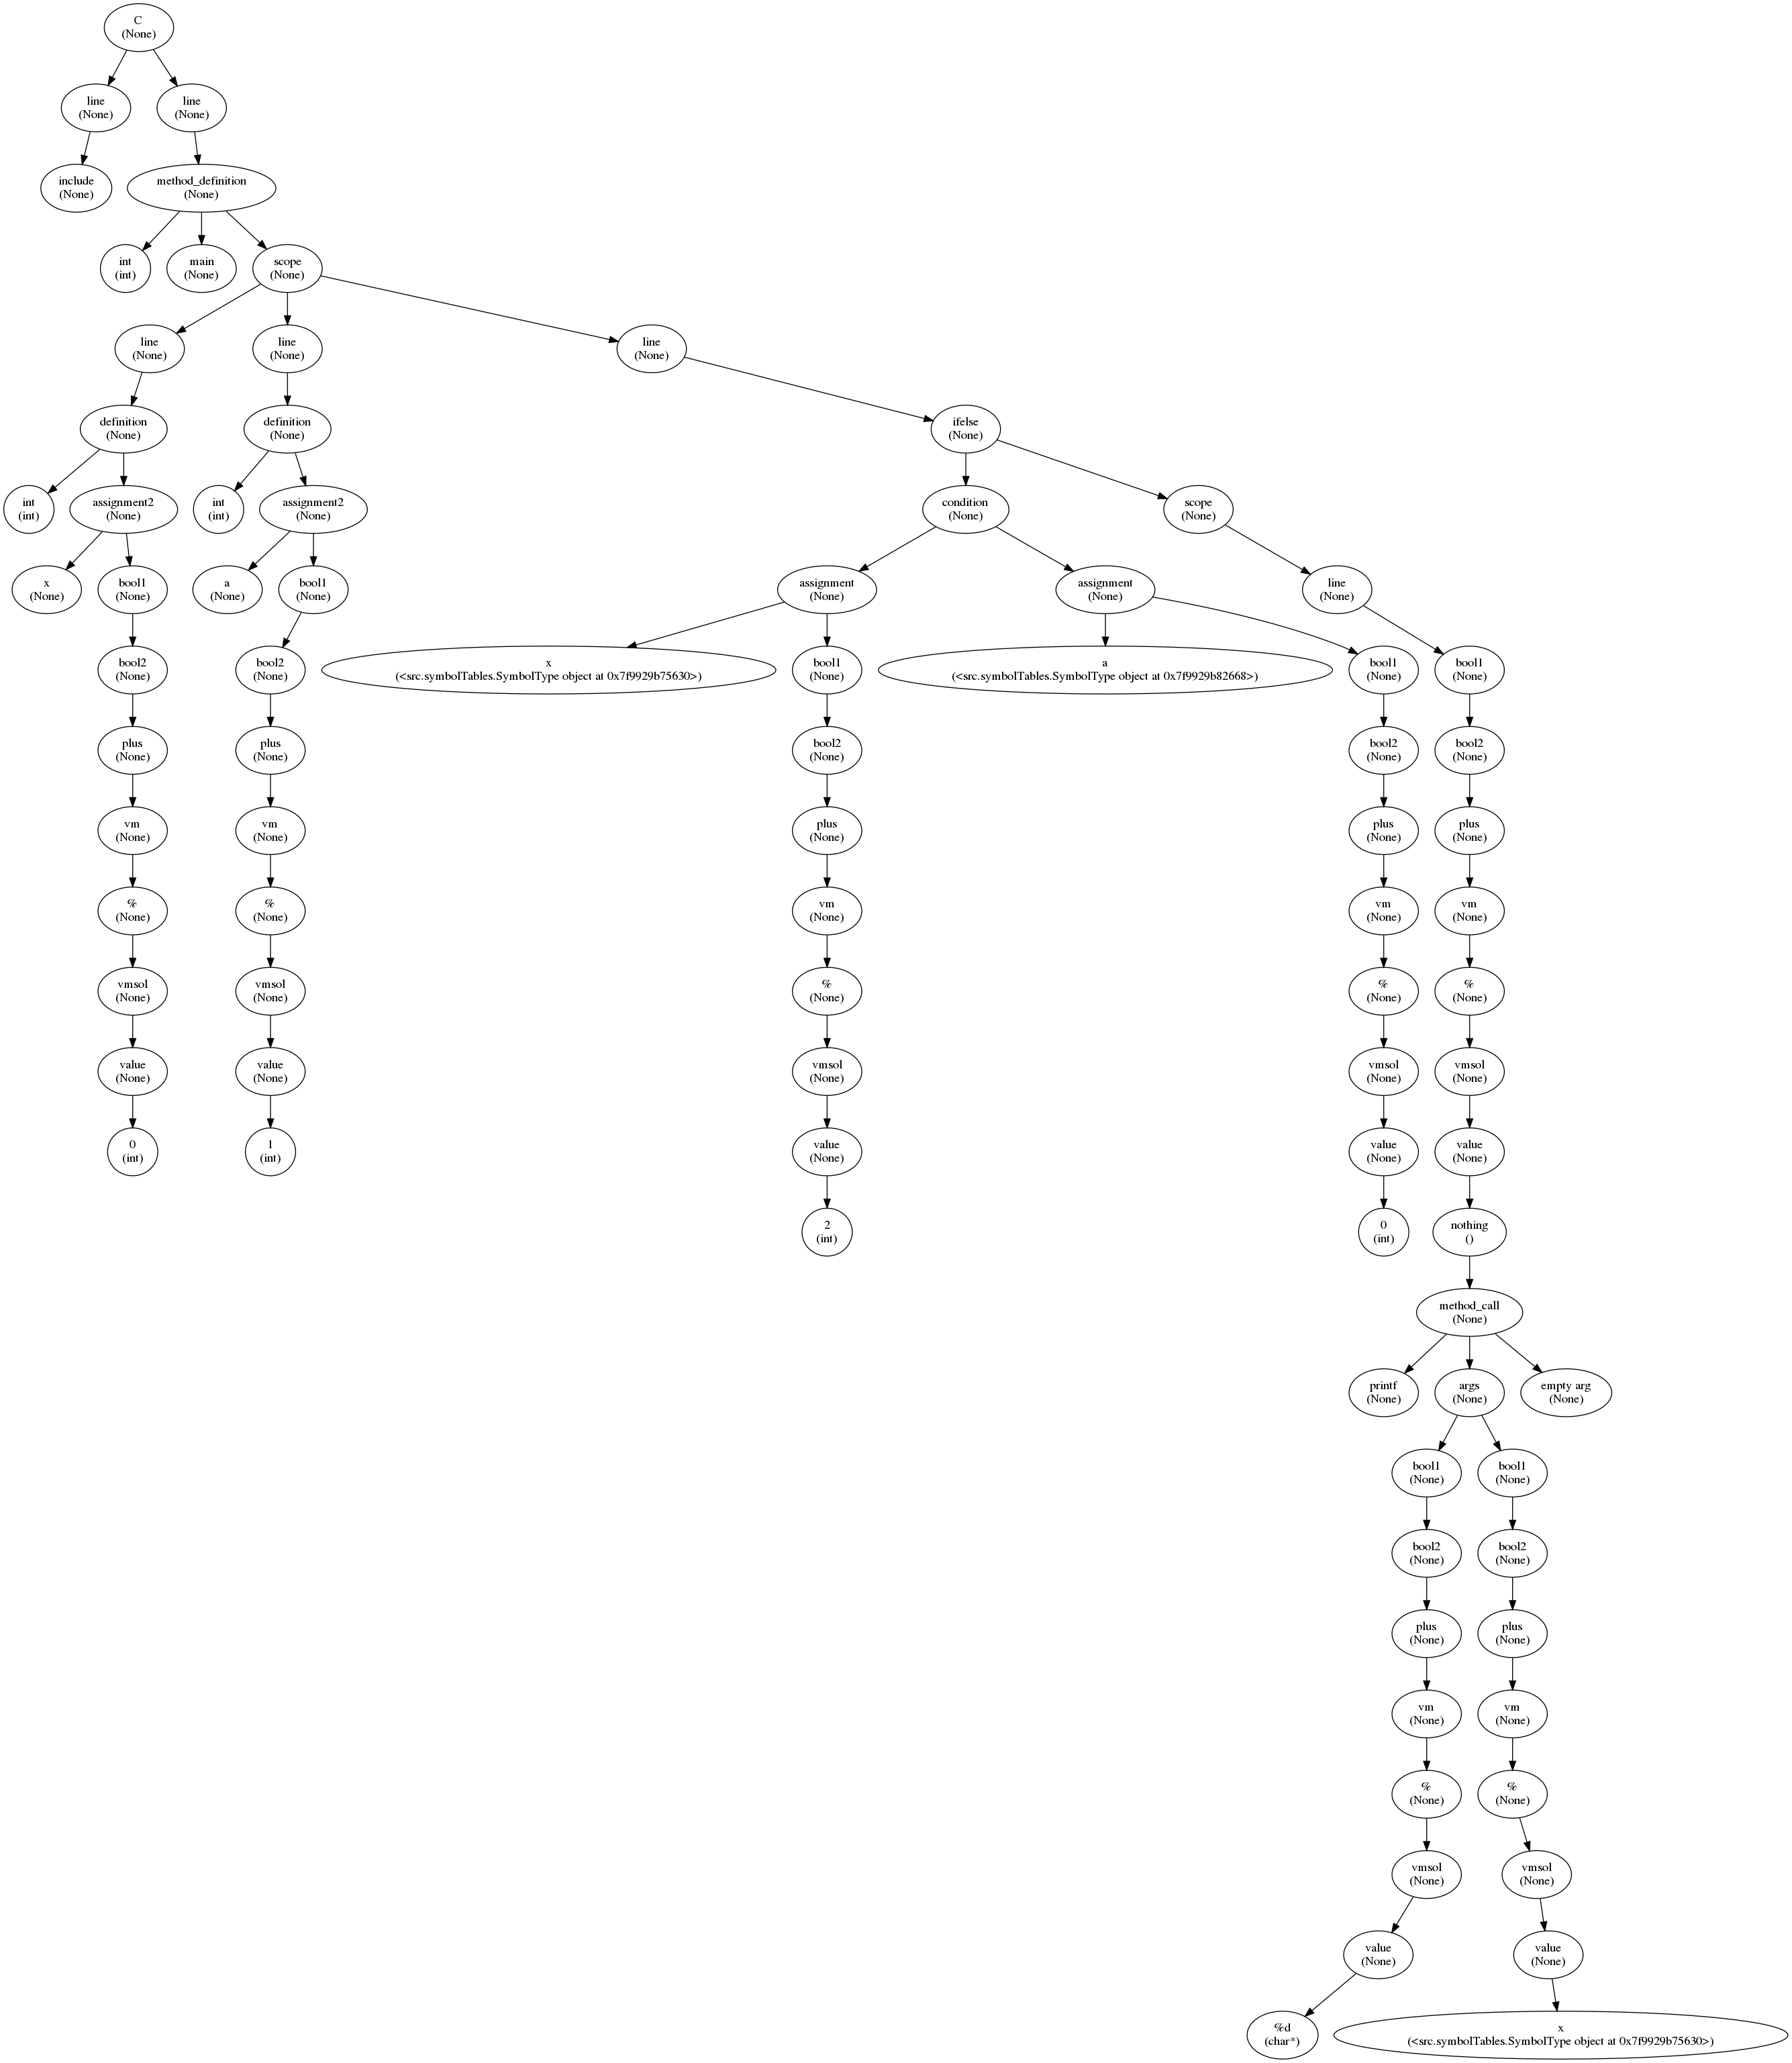 C
(None)
line
(None)
line
(None)
include
(None)
method_definition
(None)
int
(int)
main
(None)
scope
(None)
line
(None)
line
(None)
line
(None)
definition
(None)
definition
(None)
ifelse
(None)
int
(int)
assignment2
(None)
int
(int)
assignment2
(None)
condition
(None)
scope
(None)
x
(None)
bool1
(None)
a
(None)
bool1
(None)
assignment
(None)
assignment
(None)
line
(None)
bool2
(None)
bool2
(None)
x
(<src.symbolTables.SymbolType object at 0x7f9929b75630>)
bool1
(None)
a
(<src.symbolTables.SymbolType object at 0x7f9929b82668>)
bool1
(None)
bool1
(None)
plus
(None)
plus
(None)
bool2
(None)
bool2
(None)
bool2
(None)
vm
(None)
vm
(None)
plus
(None)
plus
(None)
plus
(None)
%
(None)
%
(None)
vm
(None)
vm
(None)
vm
(None)
vmsol
(None)
vmsol
(None)
%
(None)
%
(None)
%
(None)
value
(None)
value
(None)
vmsol
(None)
vmsol
(None)
vmsol
(None)
0
(int)
1
(int)
value
(None)
value
(None)
value
(None)
2
(int)
0
(int)
nothing
()
method_call
(None)
printf
(None)
args
(None)
empty arg
(None)
bool1
(None)
bool1
(None)
bool2
(None)
bool2
(None)
plus
(None)
plus
(None)
vm
(None)
vm
(None)
%
(None)
%
(None)
vmsol
(None)
vmsol
(None)
value
(None)
value
(None)
%d
(char*)
x
(<src.symbolTables.SymbolType object at 0x7f9929b75630>)